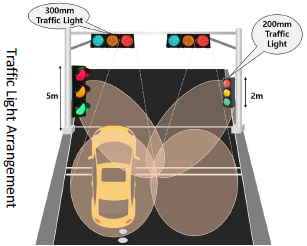 300mm
Traffic Light
200mm
Traffic
Light
5m
2m
Traffic Light Arrangement